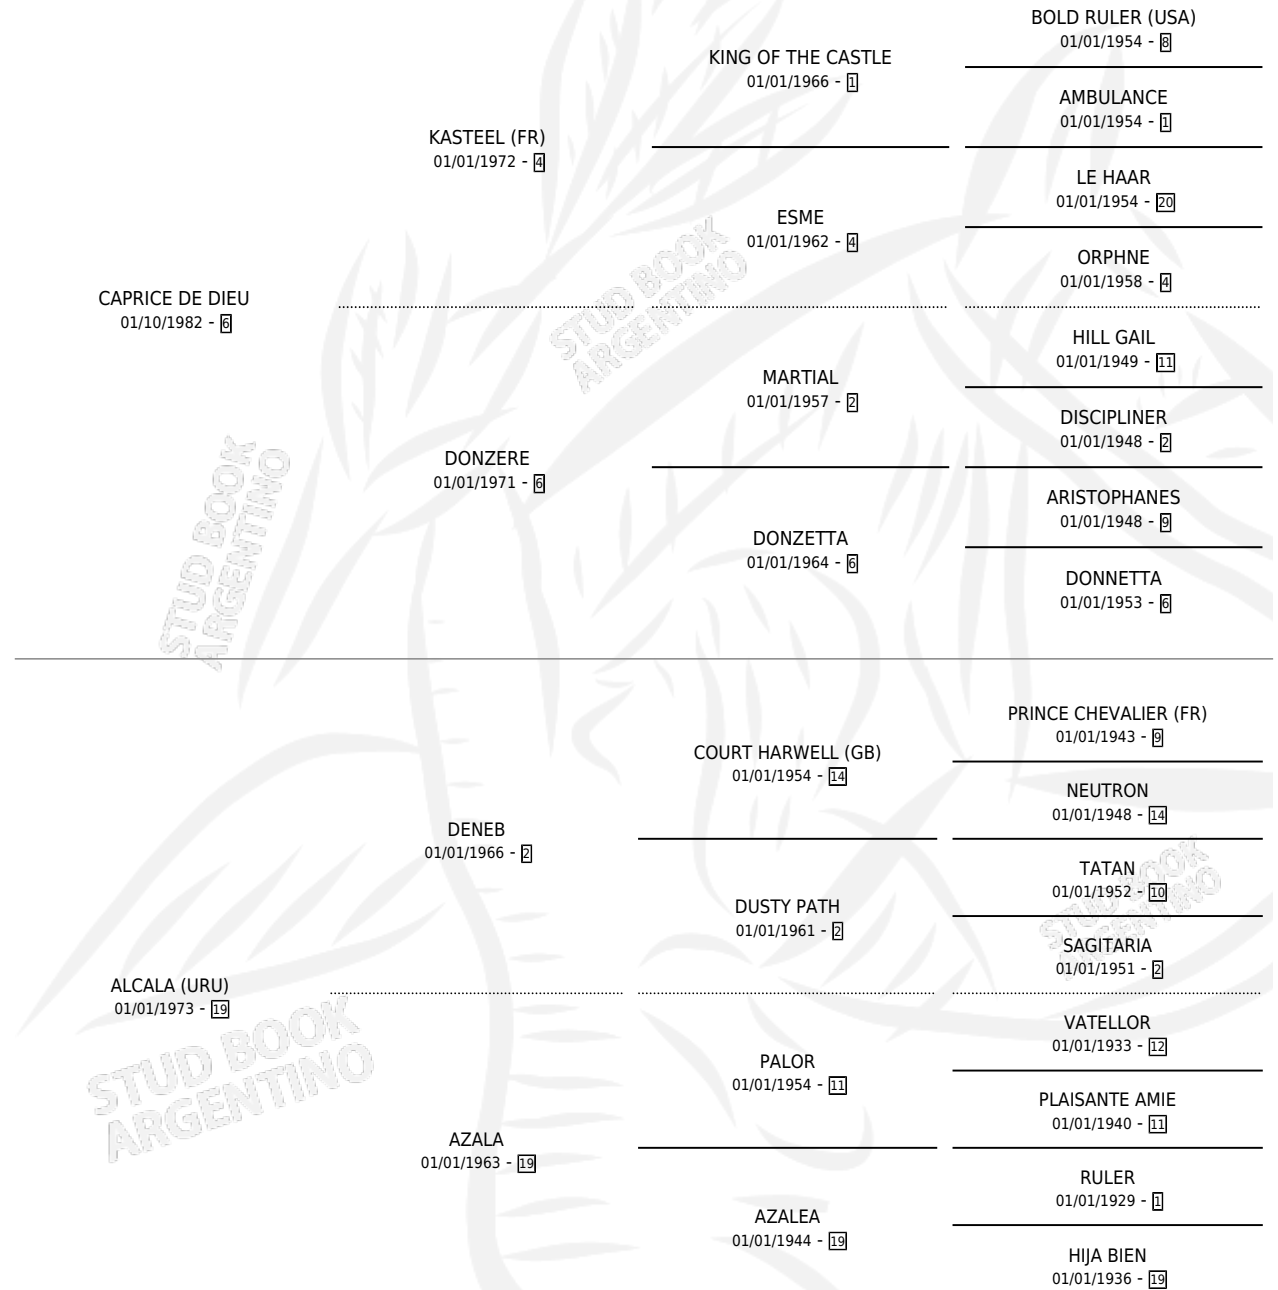 BOLD RULER (USA)
01/01/1954 - 8
KING OF THE CASTLE
01/01/1966 - 1
AMBULANCE
01/01/1954 - 1
KASTEEL (FR)
01/01/1972 - 4
LE HAAR
01/01/1954 - 20
ESME
01/01/1962 - 4
ORPHNE
01/01/1958 - 4
CAPRICE DE DIEU
01/10/1982 - 6
STUD BOOK
ARGENTINO
HILL GAIL
01/01/1949 - 11
MARTIAL
01/01/1957 - 2
DISCIPLINER
01/01/1948 - 2
DONZERE
01/01/1971 - 6
STUD BOOK
ARGENTINO
ARISTOPHANES
01/01/1948 - 9
DONZETTA
01/01/1964 - 6
DONNETTA
01/01/1953 - 6
PRINCE CHEVALIER (FR)
01/01/1943 - 9
COURT HARWELL (GB)
01/01/1954 - 14
NEUTRON
01/01/1948 - 14
DENEB
01/01/1966 - 2
TATAN
01/01/1952 - 10
STUD BOOK
ARGENTINO
DUSTY PATH
01/01/1961 - 2
SAGITARIA
01/01/1951 - 2
ALCALA (URU)
01/01/1973 - 19
STUD BOOK
ARGENTINO
VATELLOR
01/01/1933 - 12
PALOR
01/01/1954 - 11
PLAISANTE AMIE
01/01/1940 - 11
AZALA
01/01/1963 - 19
RULER
01/01/1929 - 1
AZALEA
01/01/1944 - 19
HIJA BIEN
01/01/1936 - 19